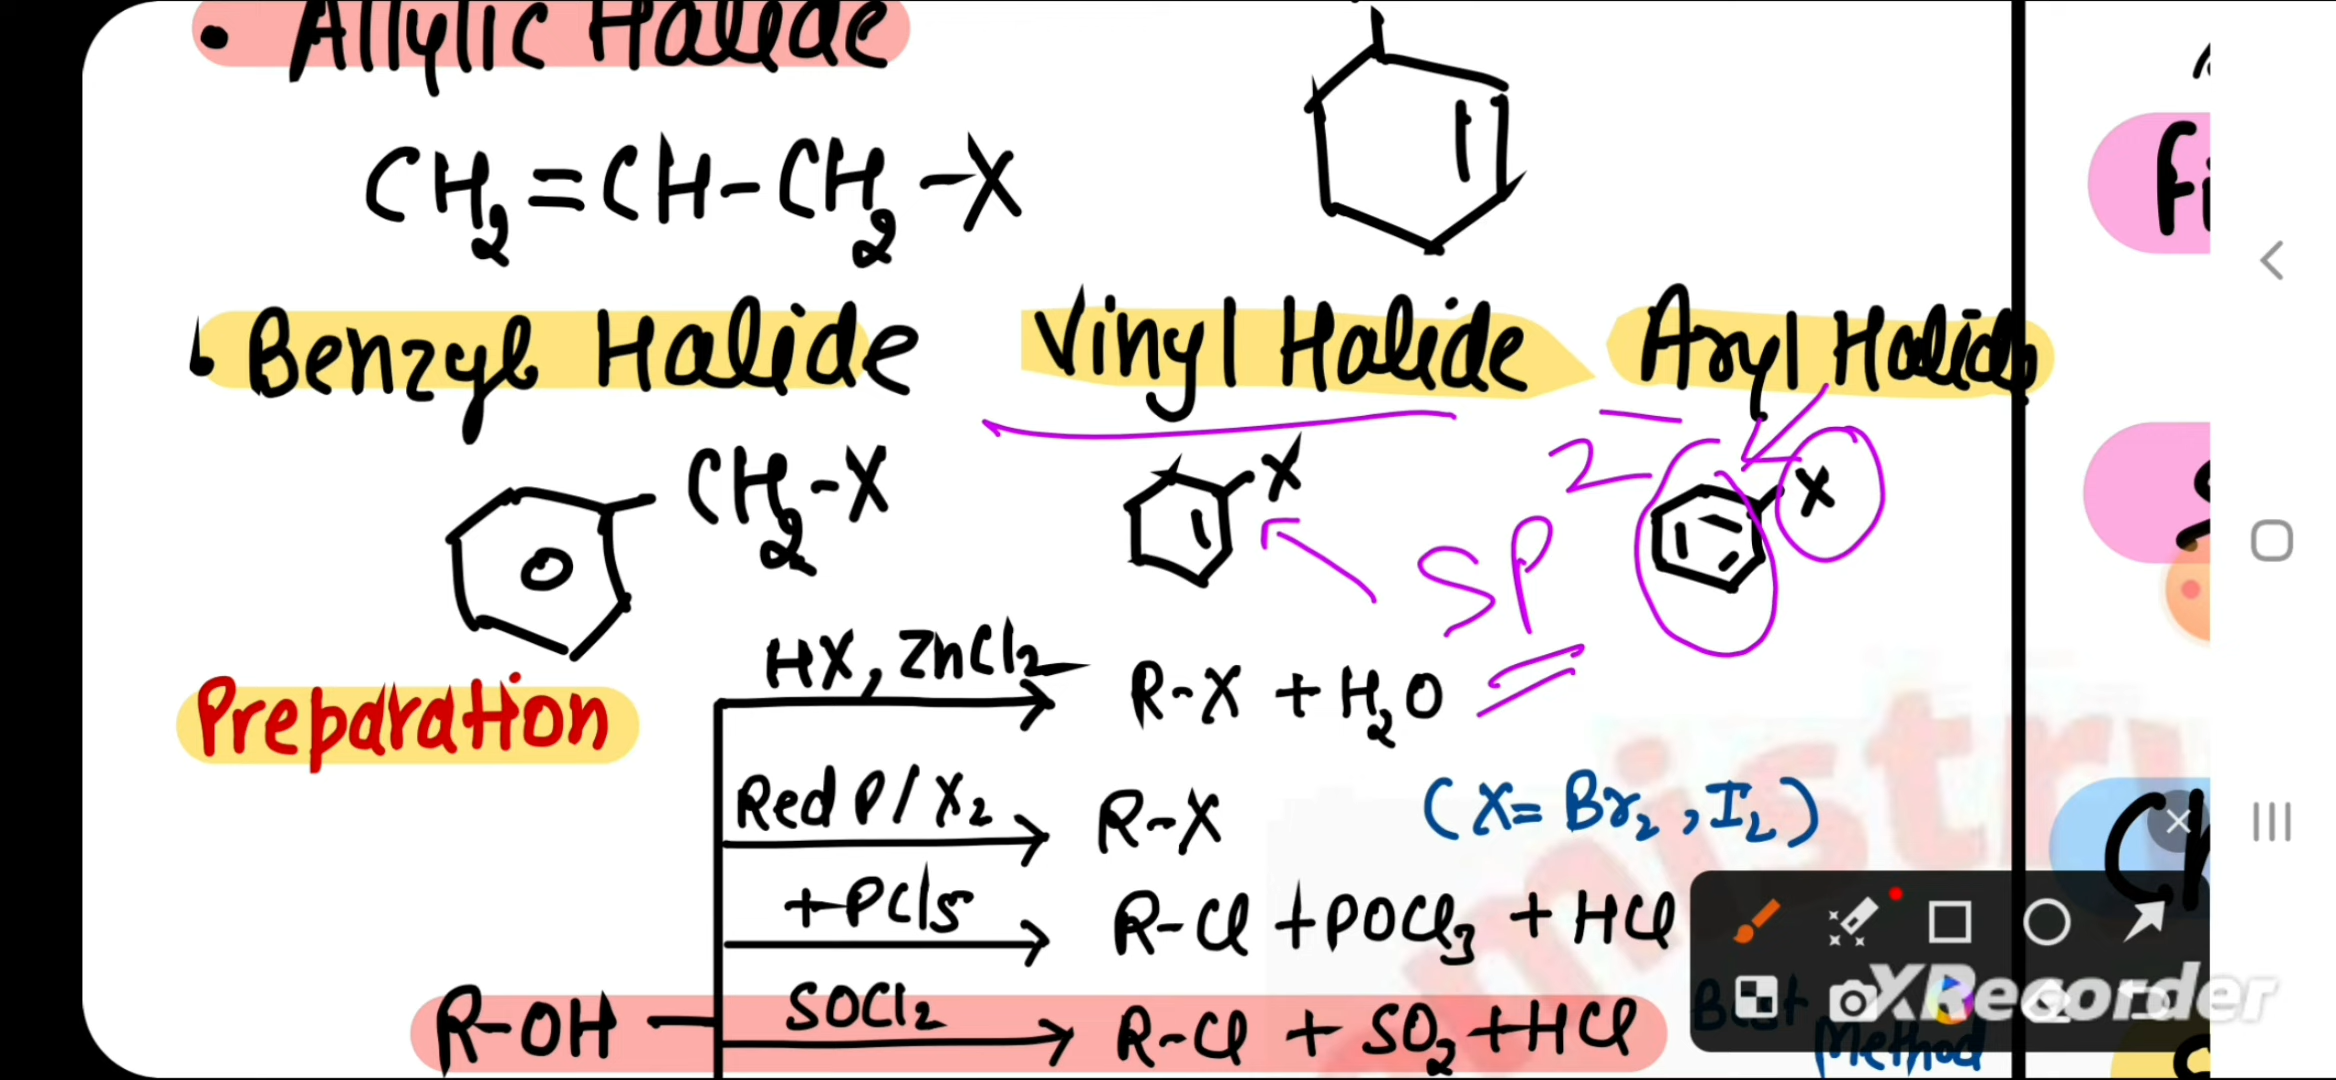 • Allylic Halide
CH2=CH-CH2-X
• Benzyl Halide Vinyl Halide Aryl Halide
CH2-X X X
SP2
HX, ZnCl2 R-X + H2O
Preparation
Red P/X2 R-X (X= Br2, I2)
+PCl5 R-Cl + POCl3 + HCl
R-OH SOCl2 R-Cl + SO2 + HCl Best Method
XRecorder